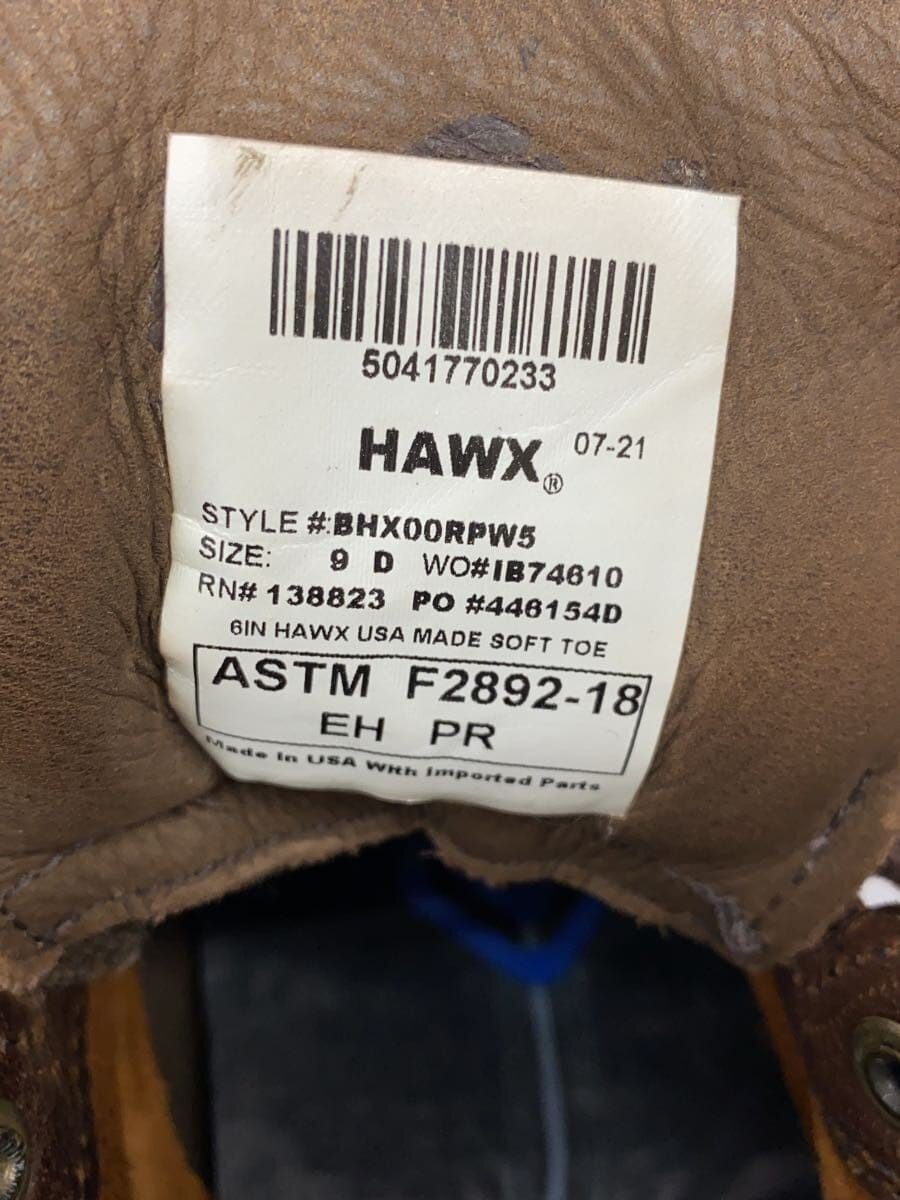 5041770233
HAWX® 07-21
STYLE #:BHX00RPW5
SIZE: 9 D WO#IB74610
RN# 138823 PO #446154D
6IN HAWX USA MADE SOFT TOE
ASTM F2892-18
EH PR
Made In USA With Imported Parts